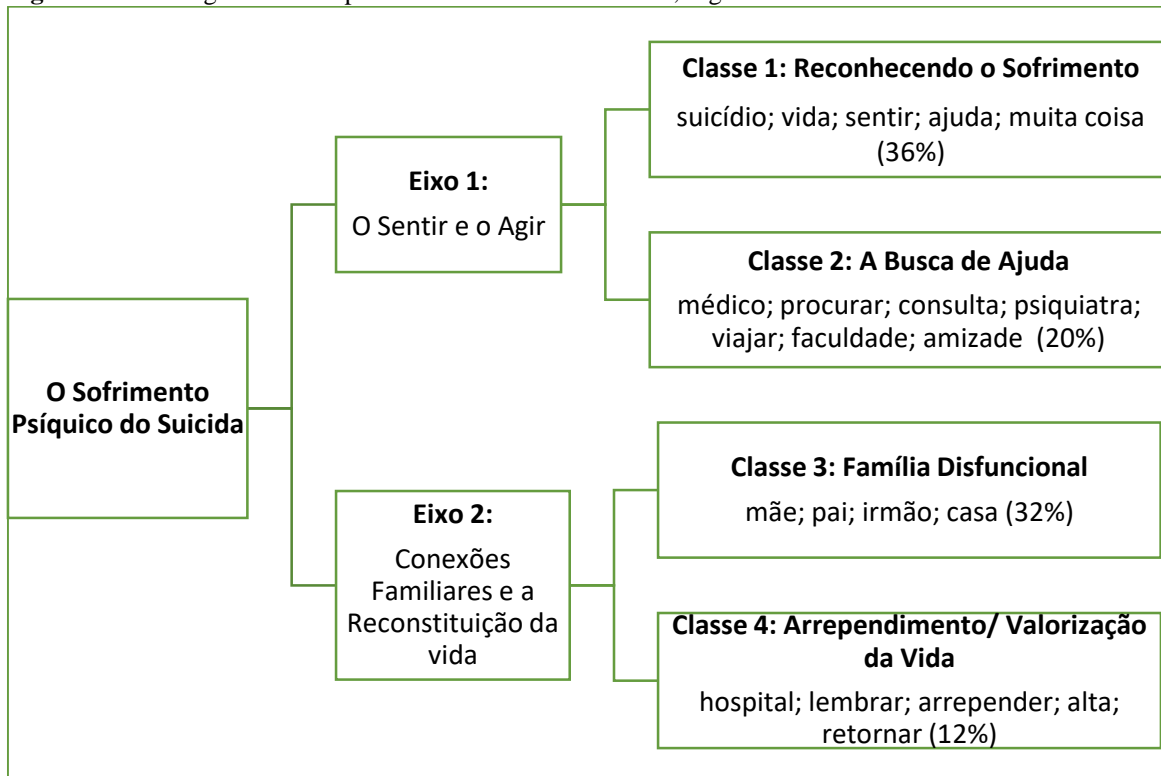 O Sofrimento
Psíquico do Suicida
Eixo 1:
O Sentir e o Agir
Classe 1: Reconhecendo o Sofrimento
suicídio; vida; sentir; ajuda; muita coisa
(36%)
Classe 2: A Busca de Ajuda
médico; procurar; consulta; psiquiatra;
viajar; faculdade; amizade (20%)
Eixo 2:
Conexões
Familiares e a
Reconstituição da
vida
Classe 3: Família Disfuncional
mãe; pai; irmão; casa (32%)
Classe 4: Arrependimento/ Valorização
da Vida
hospital; lembrar; arrepender; alta;
retornar (12%)